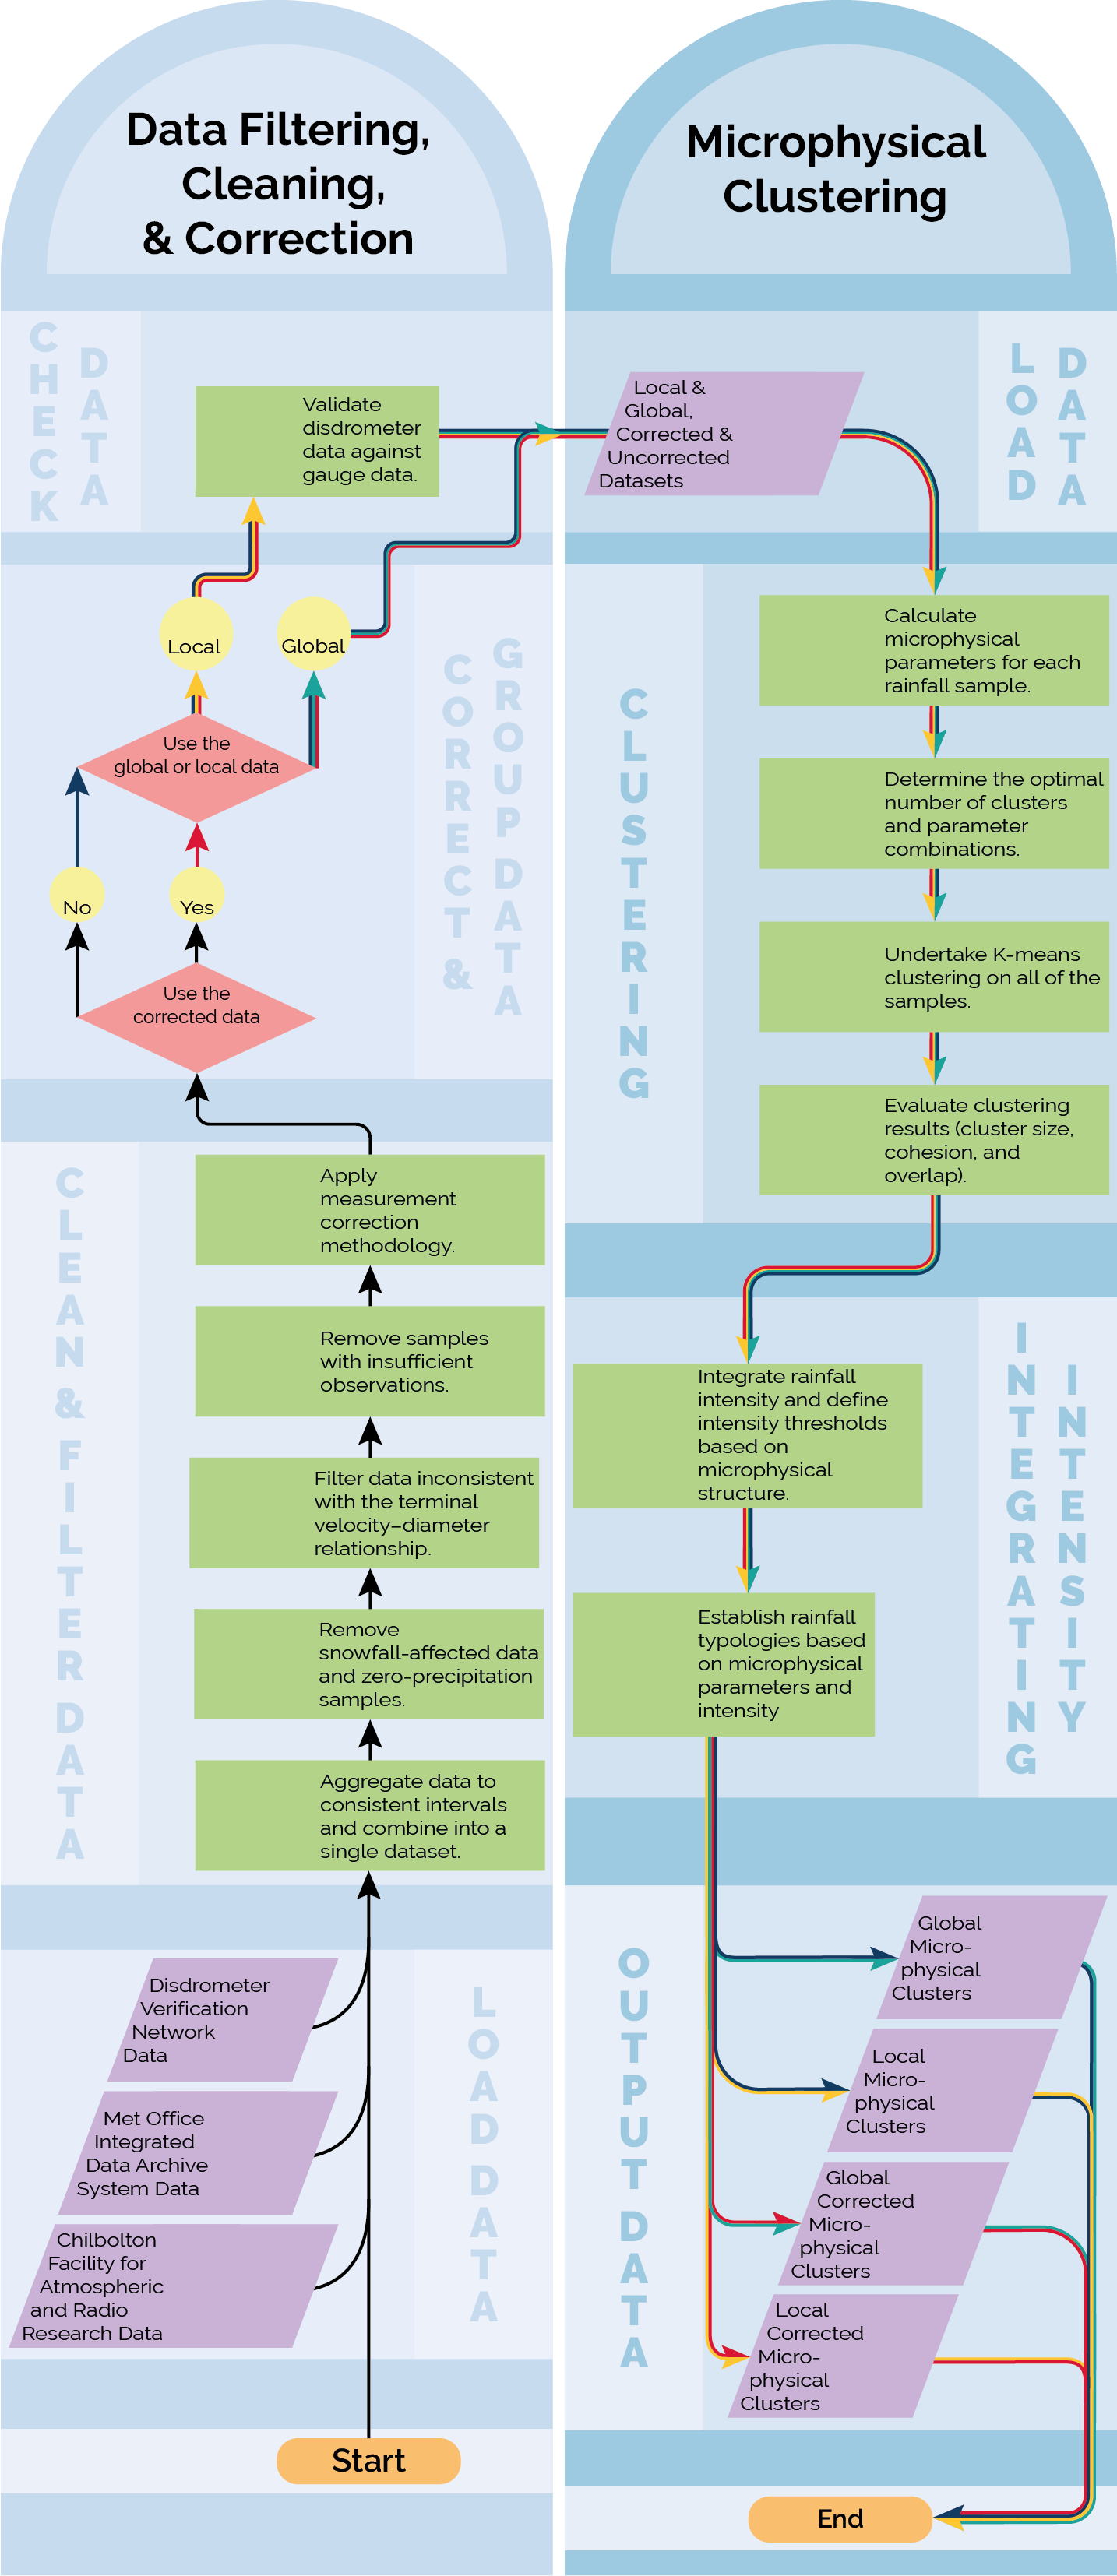 Data Filtering,
Cleaning,
& Correction
CHECK
DATA
Validate
disdrometer
data against
gauge data.
Local
Global
Use the
global or local data
No
Yes
Use the
corrected data
CORRECT &
GROUP DATA
Apply
measurement
correction
methodology.
Remove samples
with insufficient
observations.
Filter data inconsistent
with the terminal
velocity–diameter
relationship.
Remove
snowfall-affected data
and zero-precipitation
samples.
Aggregate data to
consistent intervals
and combine into a
single dataset.
CLEAN & FILTER DATA
Disdrometer
Verification
Network
Data
Met Office
Integrated
Data Archive
System Data
Chilbolton
Facility for
Atmospheric
and Radio
Research Data
LOAD DATA
Start
Microphysical
Clustering
Local &
Global,
Corrected &
Uncorrected
Datasets
LOAD
DATA
CLUSTERING
Calculate
microphysical
parameters for each
rainfall sample.
Determine the optimal
number of clusters
and parameter
combinations.
Undertake K-means
clustering on all of the
samples.
Evaluate clustering
results (cluster size,
cohesion, and
overlap).
Integrate rainfall
intensity and define
intensity thresholds
based on
microphysical
structure.
Establish rainfall
typologies based
on microphysical
parameters and
intensity
INTEGRATING
INTENSITY
OUTPUT DATA
Global
Micro-
physical
Clusters
Local
Micro-
physical
Clusters
Global
Corrected
Micro-
physical
Clusters
Local
Corrected
Micro-
physical
Clusters
End